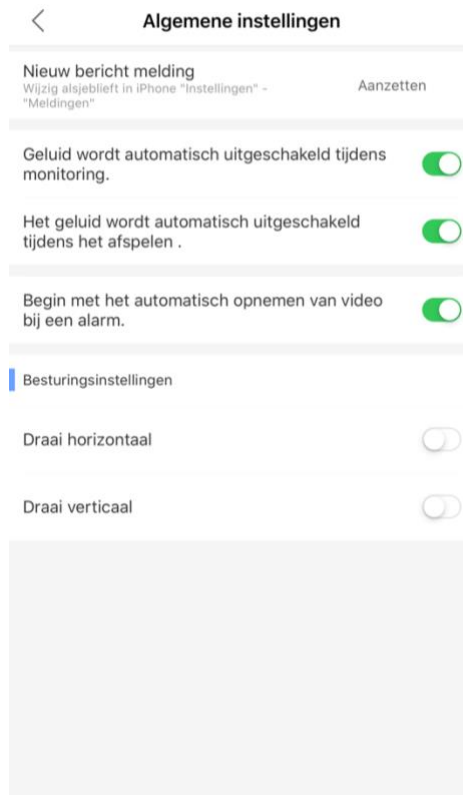 Algemene instellingen
Nieuw bericht melding
Wijzig alsjeblieft in iPhone "Instellingen" -
"Meldingen"
Aanzetten
Geluid wordt automatisch uitgeschakeld tijdens
monitoring.
Het geluid wordt automatisch uitgeschakeld
tijdens het afspelen .
Begin met het automatisch opnemen van video
bij een alarm.
Besturingsinstellingen
Draai horizontaal
Draai verticaal